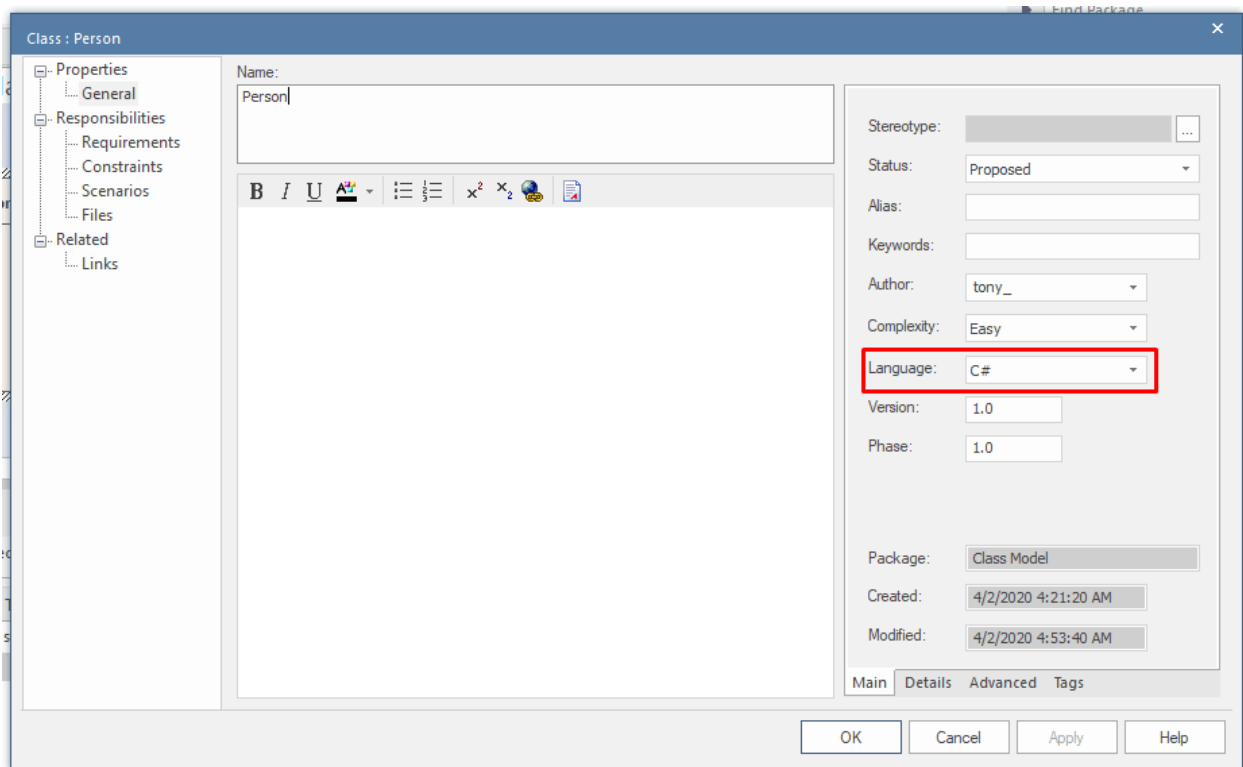 Find Package
Class : Person
Properties
General
Responsibilities
Requirements
Constraints
Scenarios
Files
Related
Links
Name:
Person
B I U A x² x₂
Stereotype:
...
Status: Proposed
Alias:
Keywords:
Author: tony_
Complexity: Easy
Language: C#
Version: 1.0
Phase: 1.0
Package: Class Model
Created: 4/2/2020 4:21:20 AM
Modified: 4/2/2020 4:53:40 AM
Main Details Advanced Tags
OK Cancel Apply Help